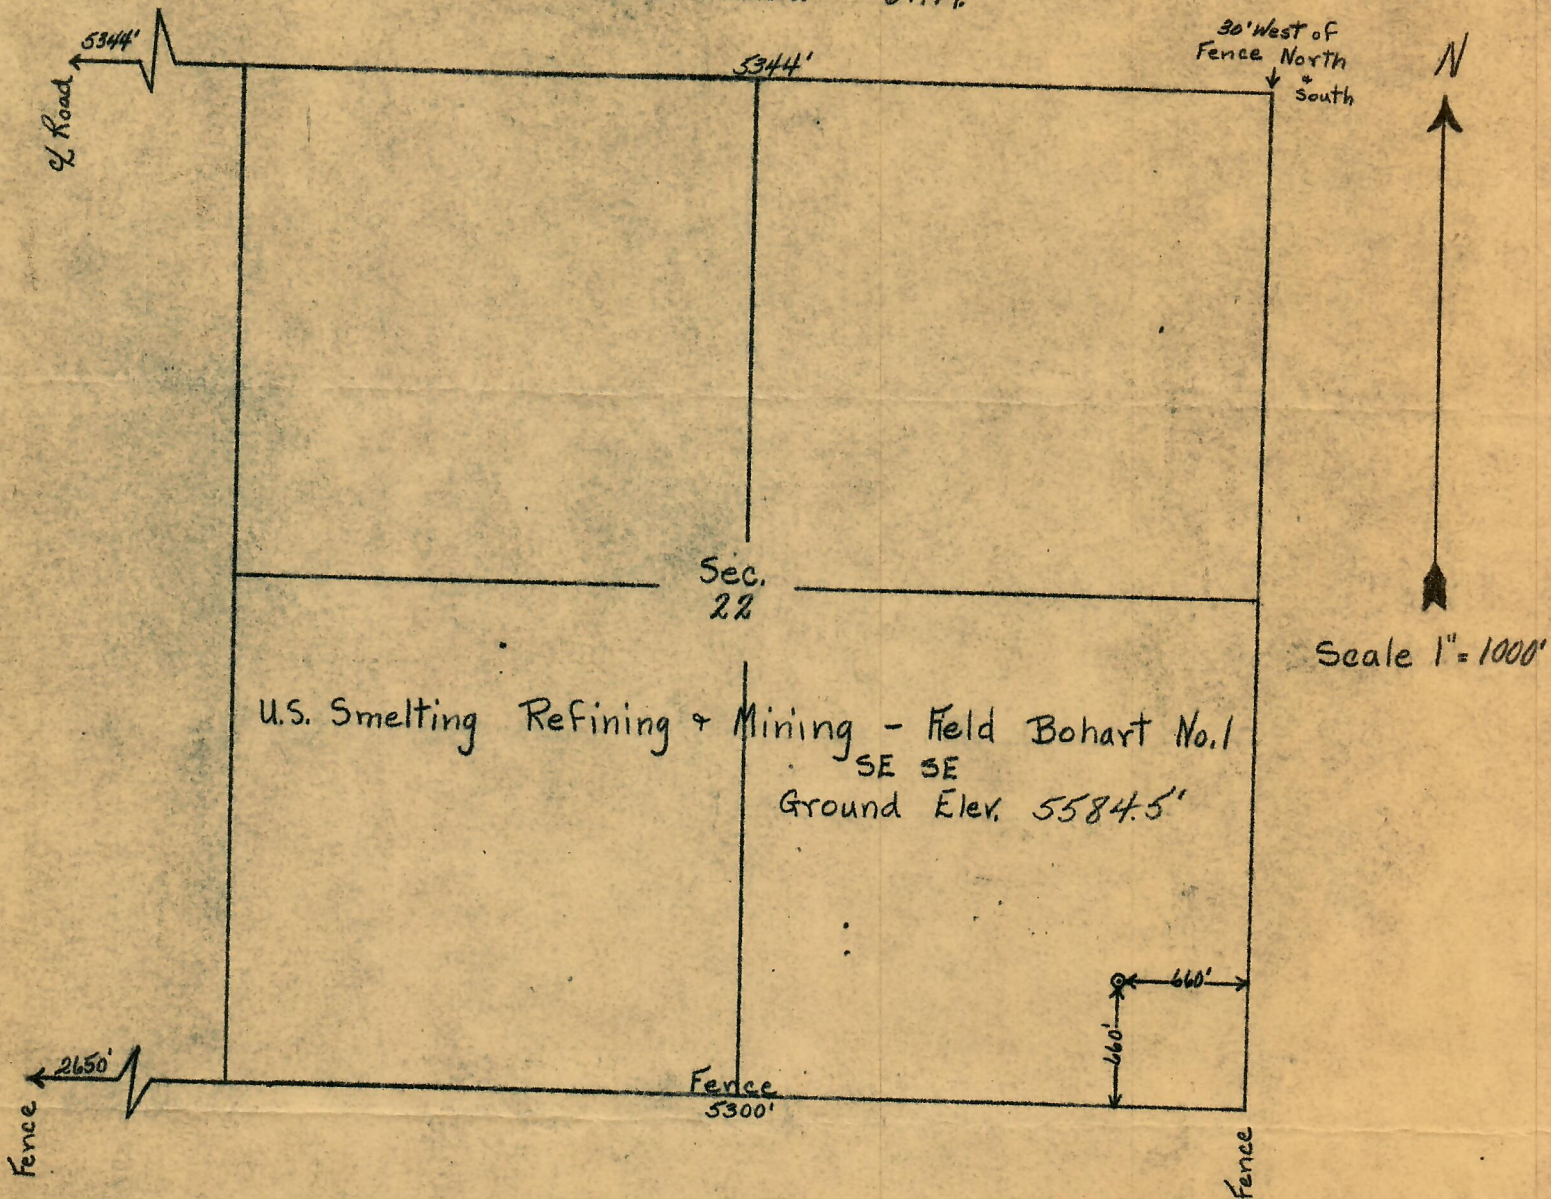 5344'
℄ Road
5344'
30' West of
Fence North
+
South
N
Sec.
22
Scale 1" = 1000'
U.S. Smelting Refining + Mining - Field Bohart No. 1
SE SE
Ground Elev. 5584.5'
660'
660'
2650'
Fence
Fence
5300'
Fence